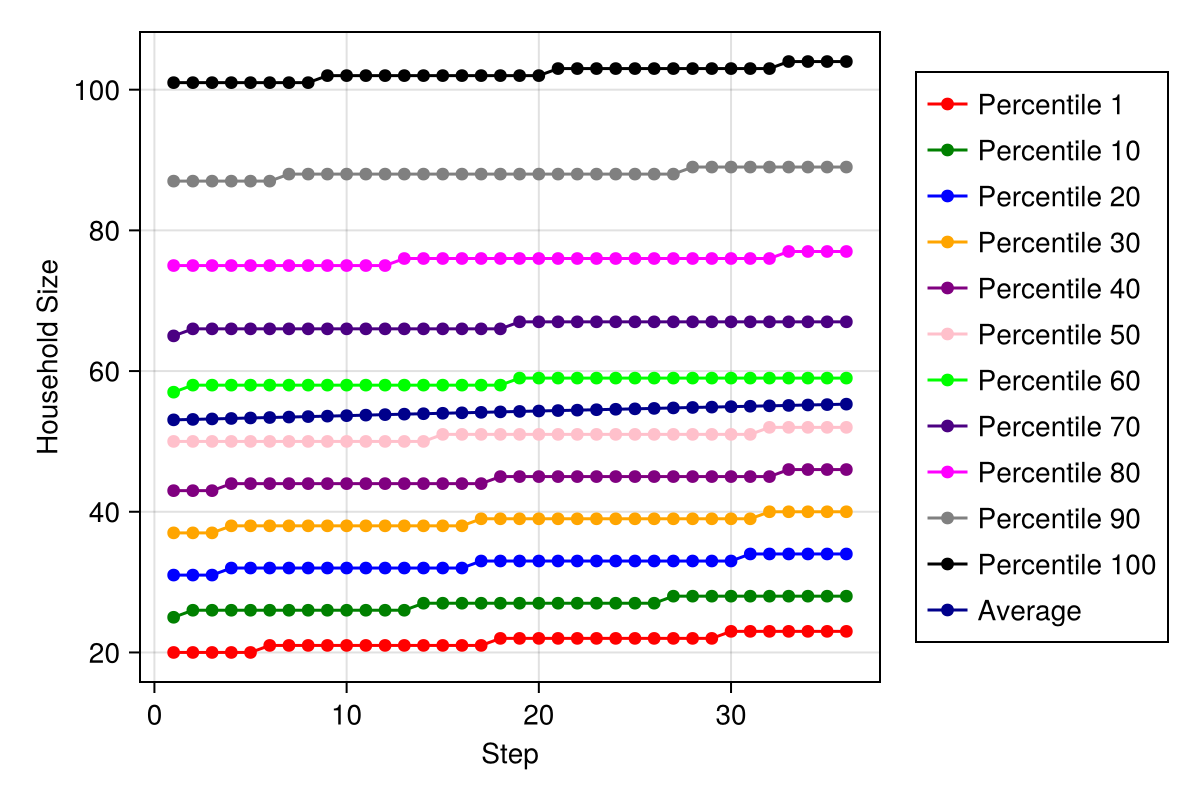 100
80
60
40
20
Household Size
0 10 20 30
Step
Percentile 1
Percentile 10
Percentile 20
Percentile 30
Percentile 40
Percentile 50
Percentile 60
Percentile 70
Percentile 80
Percentile 90
Percentile 100
Average